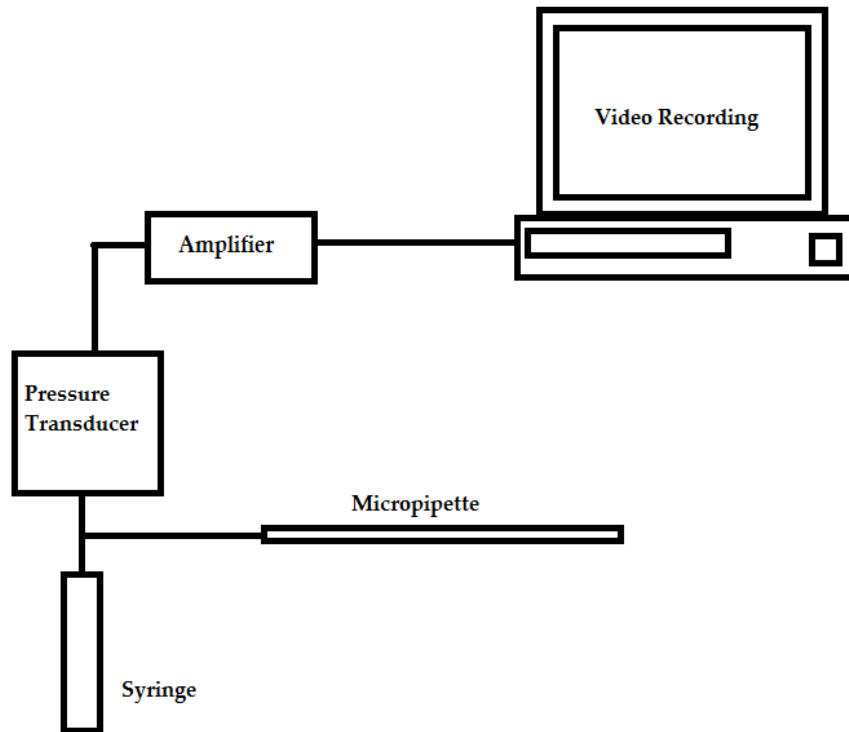 Video Recording
Amplifier
Pressure
Transducer
Micropipette
Syringe